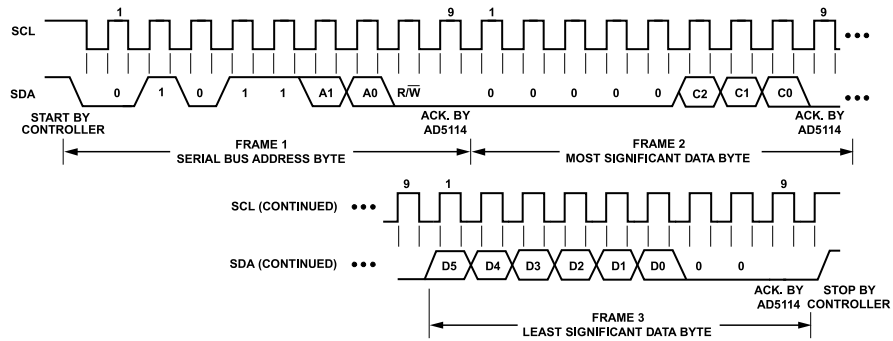 1 9 1 9
SCL
SDA
0 1 0 1 1 A1 A0 R/W 0 0 0 0 0 C2 C1 C0
START BY
CONTROLLER
ACK. BY
AD5114
ACK. BY
AD5114
FRAME 1
SERIAL BUS ADDRESS BYTE
FRAME 2
MOST SIGNIFICANT DATA BYTE
9 1 9
SCL (CONTINUED)
SDA (CONTINUED)
D5 D4 D3 D2 D1 D0 0 0
ACK. BY
AD5114
STOP BY
CONTROLLER
FRAME 3
LEAST SIGNIFICANT DATA BYTE